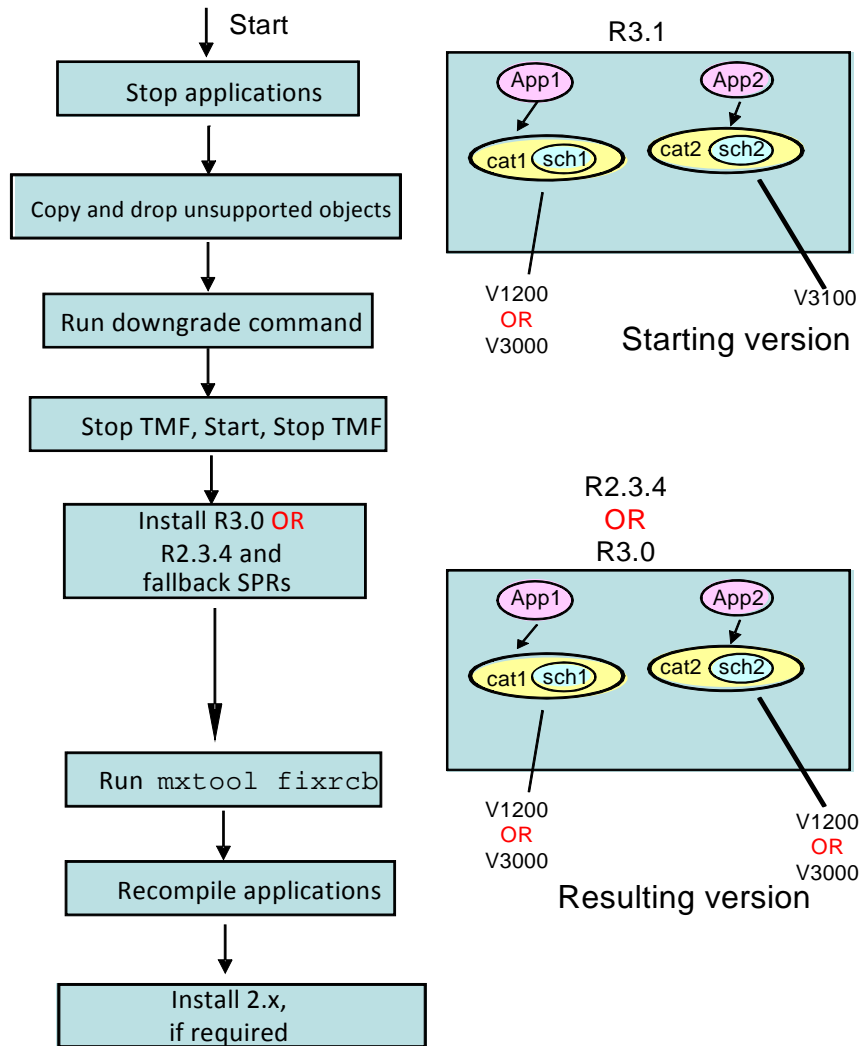 Start
Stop applications
Copy and drop unsupported objects
Run downgrade command
Stop TMF, Start, Stop TMF
Install R3.0 OR
R2.3.4 and
fallback SPRs
Run mxtool fixrcb
Recompile applications
Install 2.x,
if required
R3.1
App1
App2
cat1
sch1
cat2
sch2
V1200
OR
V3000
V3100
Starting version
R2.3.4
OR
R3.0
App1
App2
cat1
sch1
cat2
sch2
V1200
OR
V3000
V1200
OR
V3000
Resulting version